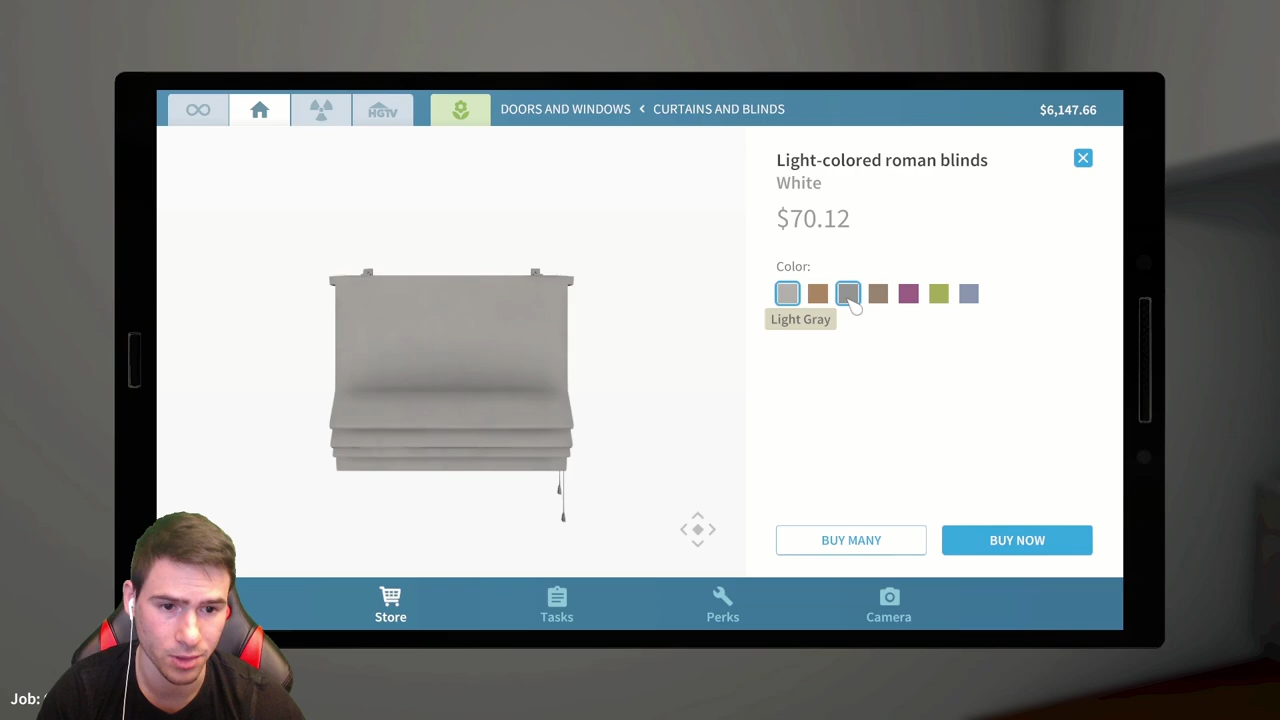 HGTV
DOORS AND WINDOWS < CURTAINS AND BLINDS
$6,147.66
Light-colored roman blinds
White
$70.12
Color:
Light Gray
BUY MANY
BUY NOW
Store
Tasks
Perks
Camera
Job: